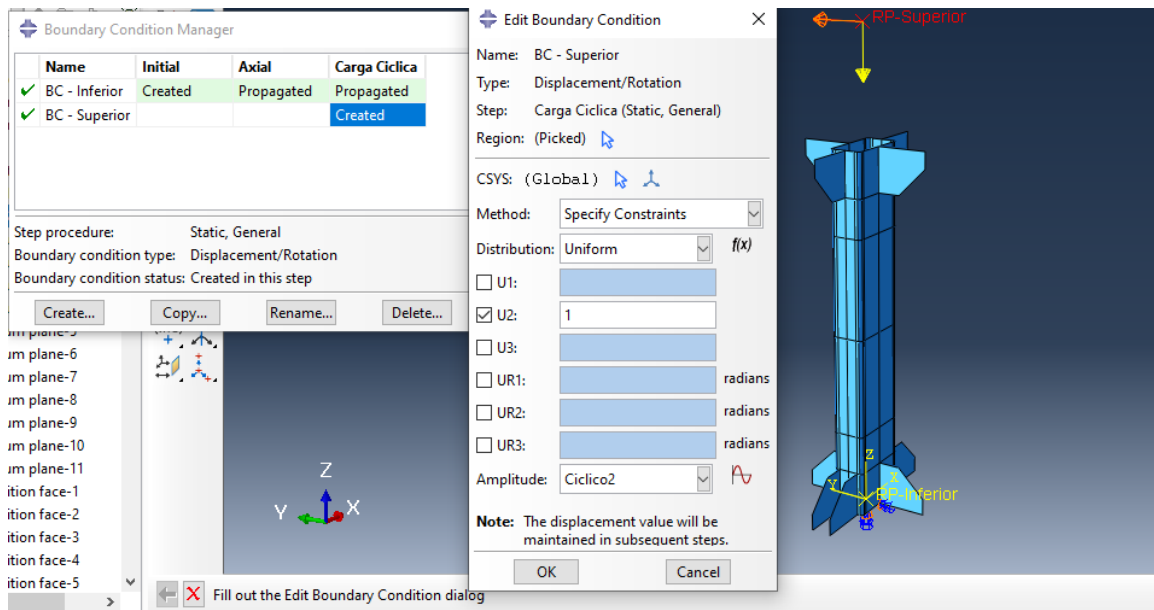 Boundary Condition Manager
Name Initial Axial Carga Ciclica
BC - Inferior Created Propagated Propagated
BC - Superior Created
Step procedure: Static, General
Boundary condition type: Displacement/Rotation
Boundary condition status: Created in this step
Create... Copy... Rename... Delete...
um plane-6
um plane-7
um plane-8
um plane-9
um plane-10
um plane-11
ition face-1
ition face-2
ition face-3
ition face-4
ition face-5
Z
Y X
Edit Boundary Condition
Name: BC - Superior
Type: Displacement/Rotation
Step: Carga Ciclica (Static, General)
Region: (Picked)
CSYS: (Global)
Method: Specify Constraints
Distribution: Uniform f(x)
U1:
U2: 1
U3:
UR1: radians
UR2: radians
UR3: radians
Amplitude: Ciclico2
Note: The displacement value will be
maintained in subsequent steps.
OK Cancel
RP-Superior
Z
Y X
RP-Inferior
Fill out the Edit Boundary Condition dialog